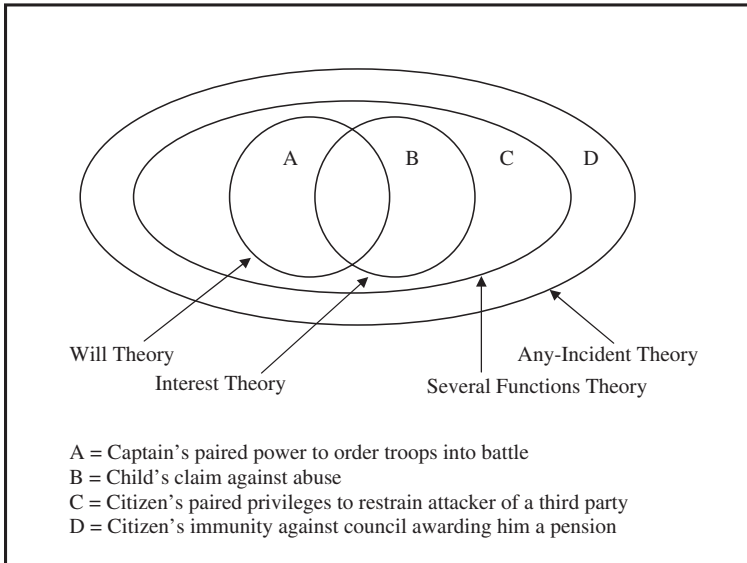 A B C D
Will Theory
Any-Incident Theory
Interest Theory
Several Functions Theory
A = Captain’s paired power to order troops into battle
B = Child’s claim against abuse
C = Citizen’s paired privileges to restrain attacker of a third party
D = Citizen’s immunity against council awarding him a pension